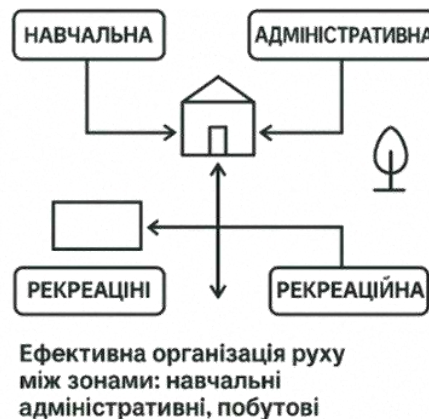 НАВЧАЛЬНА
АДМІНІСТРАТИВНА
РЕКРЕАЦІНІ
РЕКРЕАЦІЙНА
Ефективна організація руху
між зонами: навчальні
адміністративні, побутові